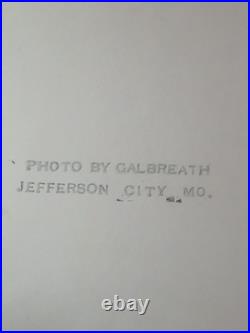 PHOTO BY GALBREATH
JEFFERSON CITY, MO.